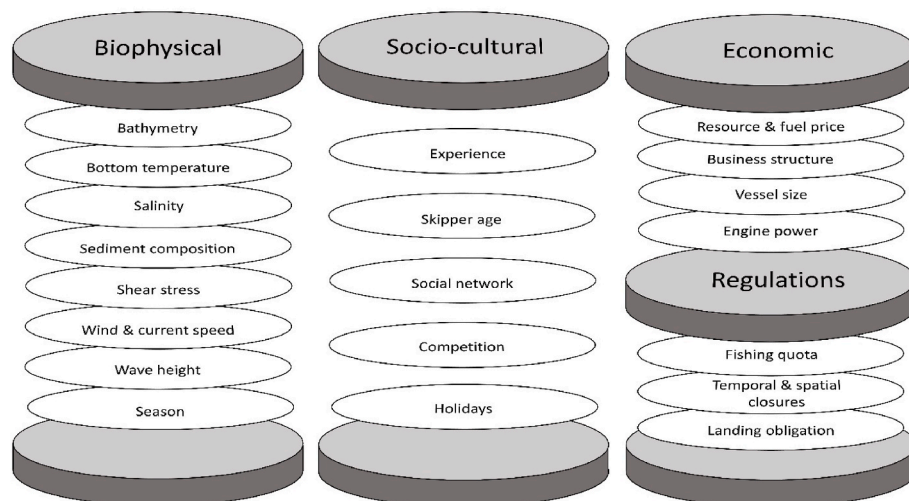 Biophysical
Bathymetry
Bottom temperature
Salinity
Sediment composition
Shear stress
Wind & current speed
Wave height
Season
Socio-cultural
Experience
Skipper age
Social network
Competition
Holidays
Economic
Resource & fuel price
Business structure
Vessel size
Engine power
Regulations
Fishing quota
Temporal & spatial
closures
Landing obligation